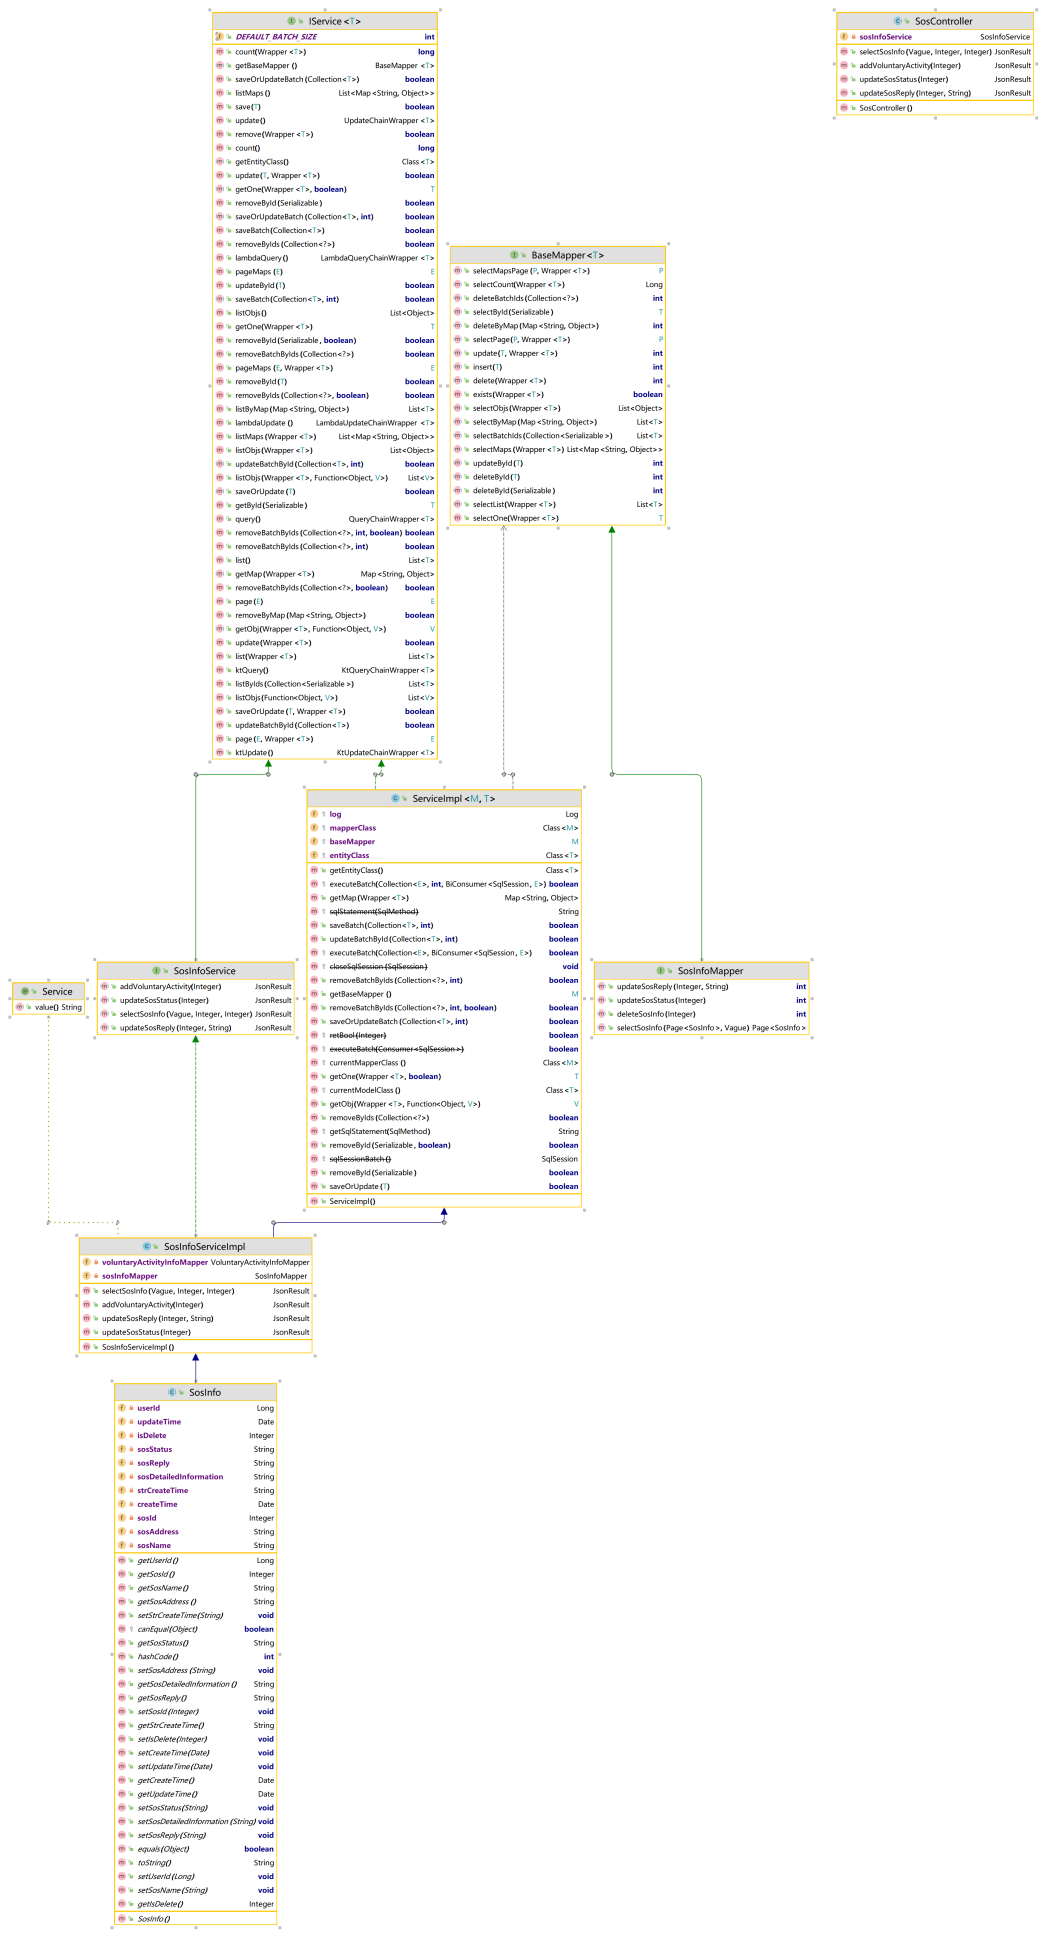 IService <T>
DEFAULT_BATCH_SIZE int
count(Wrapper <T>) long
getBaseMapper () BaseMapper <T>
saveOrUpdateBatch (Collection<T>) boolean
listMaps () List<Map <String, Object>>
save(T) boolean
update() UpdateChainWrapper <T>
remove(Wrapper <T>) boolean
count() long
getEntityClass() Class <T>
update(T, Wrapper <T>) boolean
getOne(Wrapper <T>, boolean) T
removeById (Serializable ) boolean
saveOrUpdateBatch (Collection<T>, int) boolean
saveBatch(Collection<T>) boolean
removeByIds (Collection<?>) boolean
lambdaQuery () LambdaQueryChainWrapper <T>
pageMaps (E) E
updateById (T) boolean
saveBatch(Collection<T>, int) boolean
listObjs() List<Object>
getOne(Wrapper <T>) T
removeById (Serializable , boolean) boolean
removeBatchByIds (Collection<?>) boolean
pageMaps (E, Wrapper <T>) E
removeById (T) boolean
removeByIds (Collection<?>, boolean) boolean
listByMap (Map <String, Object>) List<T>
lambdaUpdate () LambdaUpdateChainWrapper <T>
listMaps (Wrapper <T>) List<Map <String, Object>>
listObjs(Wrapper <T>) List<Object>
updateBatchById (Collection<T>, int) boolean
listObjs (Wrapper <T>, Function<Object, V>) List<V>
saveOrUpdate (T) boolean
getById (Serializable ) T
query() QueryChainWrapper <T>
removeBatchByIds (Collection<?>, int, boolean) boolean
removeBatchByIds (Collection<?>, int) boolean
list() List<T>
getMap (Wrapper <T>) Map <String, Object>
removeBatchByIds (Collection<?>, boolean) boolean
page (E) E
removeByMap (Map <String, Object>) boolean
getObj(Wrapper <T>, Function<Object, V>) V
update(Wrapper <T>) boolean
list(Wrapper <T>) List<T>
ktQuery() KtQueryChainWrapper <T>
listByIds (Collection<Serializable >) List<T>
listObjs (Function<Object, V>) List<V>
saveOrUpdate (T, Wrapper <T>) boolean
updateBatchById (Collection<T>) boolean
page (E, Wrapper <T>) E
ktUpdate () KtUpdateChainWrapper <T>
SosController
sosInfoService SosInfoService
selectSosInfo (Vague, Integer, Integer) JsonResult
addVoluntaryActivity(Integer) JsonResult
updateSosStatus (Integer) JsonResult
updateSosReply (Integer, String) JsonResult
SosController ()
BaseMapper <T>
selectMapsPage (P, Wrapper <T>) P
selectCount(Wrapper <T>) Long
deleteBatchIds (Collection<?>) int
selectById (Serializable ) T
deleteByMap (Map <String, Object>) int
selectPage (P, Wrapper <T>) P
update(T, Wrapper <T>) int
insert(T) int
delete(Wrapper <T>) int
exists(Wrapper <T>) boolean
selectObjs(Wrapper <T>) List<Object>
selectByMap (Map <String, Object>) List<T>
selectBatchIds (Collection<Serializable >) List<T>
selectMaps (Wrapper <T>) List<Map <String, Object>>
updateById (T) int
deleteById (T) int
deleteById (Serializable ) int
selectList(Wrapper <T>) List<T>
selectOne (Wrapper <T>) T
ServiceImpl <M, T>
log Log
mapperClass Class <M>
baseMapper M
entityClass Class <T>
getEntityClass() Class <T>
executeBatch(Collection<E>, int, BiConsumer <SqlSession , E>) boolean
getMap (Wrapper <T>) Map <String, Object>
sqlStatement(SqlMethod) String
saveBatch (Collection<T>, int) boolean
updateBatchById (Collection<T>, int) boolean
executeBatch(Collection<E>, BiConsumer <SqlSession , E>) boolean
closeSqlSession (SqlSession) void
removeBatchByIds (Collection<?>, int) boolean
getBaseMapper () M
removeBatchByIds (Collection<?>, int, boolean) boolean
saveOrUpdateBatch (Collection<T>, int) boolean
retBool(Integer) boolean
executeBatch(Consumer <SqlSession >) boolean
currentMapperClass () Class <M>
getOne(Wrapper <T>, boolean) T
currentModelClass () Class <T>
getObj(Wrapper <T>, Function<Object, V>) V
removeByIds (Collection<?>) boolean
getSqlStatement(SqlMethod) String
removeById (Serializable , boolean) boolean
sqlSessionBatch () SqlSession
removeById (Serializable ) boolean
saveOrUpdate (T) boolean
ServiceImpl()
Service
value() String
SosInfoService
addVoluntaryActivity(Integer) JsonResult
updateSosStatus (Integer) JsonResult
selectSosInfo (Vague, Integer, Integer) JsonResult
updateSosReply (Integer, String) JsonResult
SosInfoMapper
updateSosReply (Integer, String) int
updateSosStatus (Integer) int
deleteSosInfo (Integer) int
selectSosInfo (Page <SosInfo >, Vague) Page <SosInfo >
SosInfoServiceImpl
voluntaryActivityInfoMapper VoluntaryActivityInfoMapper
sosInfoMapper SosInfoMapper
selectSosInfo (Vague, Integer, Integer) JsonResult
addVoluntaryActivity(Integer) JsonResult
updateSosReply (Integer, String) JsonResult
updateSosStatus (Integer) JsonResult
SosInfoServiceImpl ()
SosInfo
userId Long
updateTime Date
isDelete Integer
sosStatus String
sosReply String
sosDetailedInformation String
strCreateTime String
createTime Date
sosId Integer
sosAddress String
sosName String
getUserId () Long
getSosId () Integer
getSosName () String
getSosAddress () String
setStrCreateTime(String) void
canEqual (Object) boolean
getSosStatus () String
hashCode () int
setSosAddress (String) void
getSosDetailedInformation () String
getSosReply () String
setSosId (Integer) void
getStrCreateTime() String
setIsDelete (Integer) void
setCreateTime (Date) void
setUpdateTime (Date) void
getCreateTime () Date
getUpdateTime () Date
setSosStatus (String) void
setSosDetailedInformation (String) void
setSosReply (String) void
equals (Object) boolean
toString() String
setUserId (Long) void
setSosName (String) void
getIsDelete () Integer
SosInfo ()